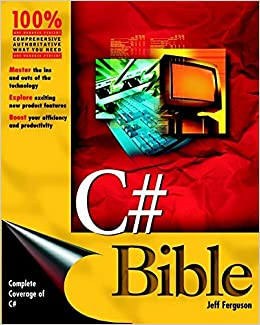 100%
COMPREHENSIVE
AUTHORITATIVE
WHAT YOU NEED
Master the ins
and outs of the
technology
Explore exciting
new product features
Boost your efficiency
and productivity
C#
Bible
Jeff Ferguson
Complete
Coverage of
C#